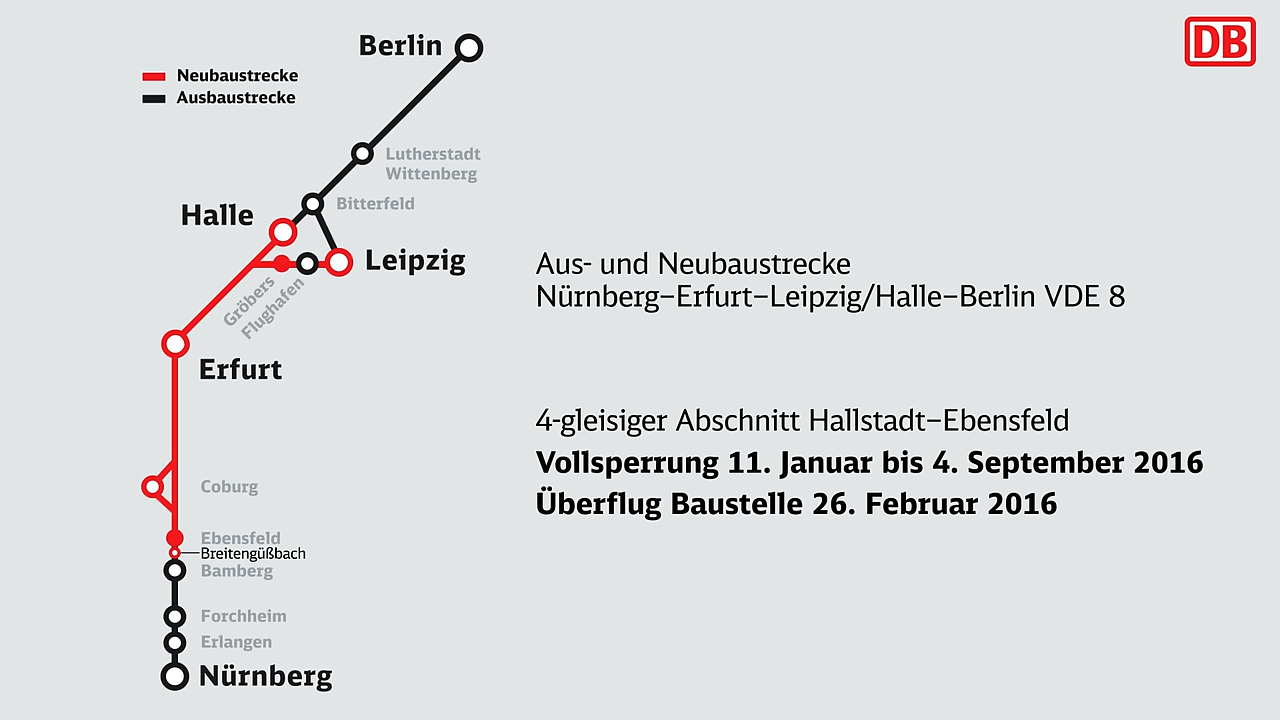 Berlin
DB
Neubaustrecke
Ausbaustrecke
Lutherstadt
Wittenberg
Bitterfeld
Halle
Leipzig
Gröbers
Flughafen
Erfurt
Aus- und Neubaustrecke
Nürnberg–Erfurt–Leipzig/Halle–Berlin VDE 8
4-gleisiger Abschnitt Hallstadt–Ebensfeld
Vollsperrung 11. Januar bis 4. September 2016
Überflug Baustelle 26. Februar 2016
Coburg
Ebensfeld
Breitengüßbach
Bamberg
Forchheim
Erlangen
Nürnberg